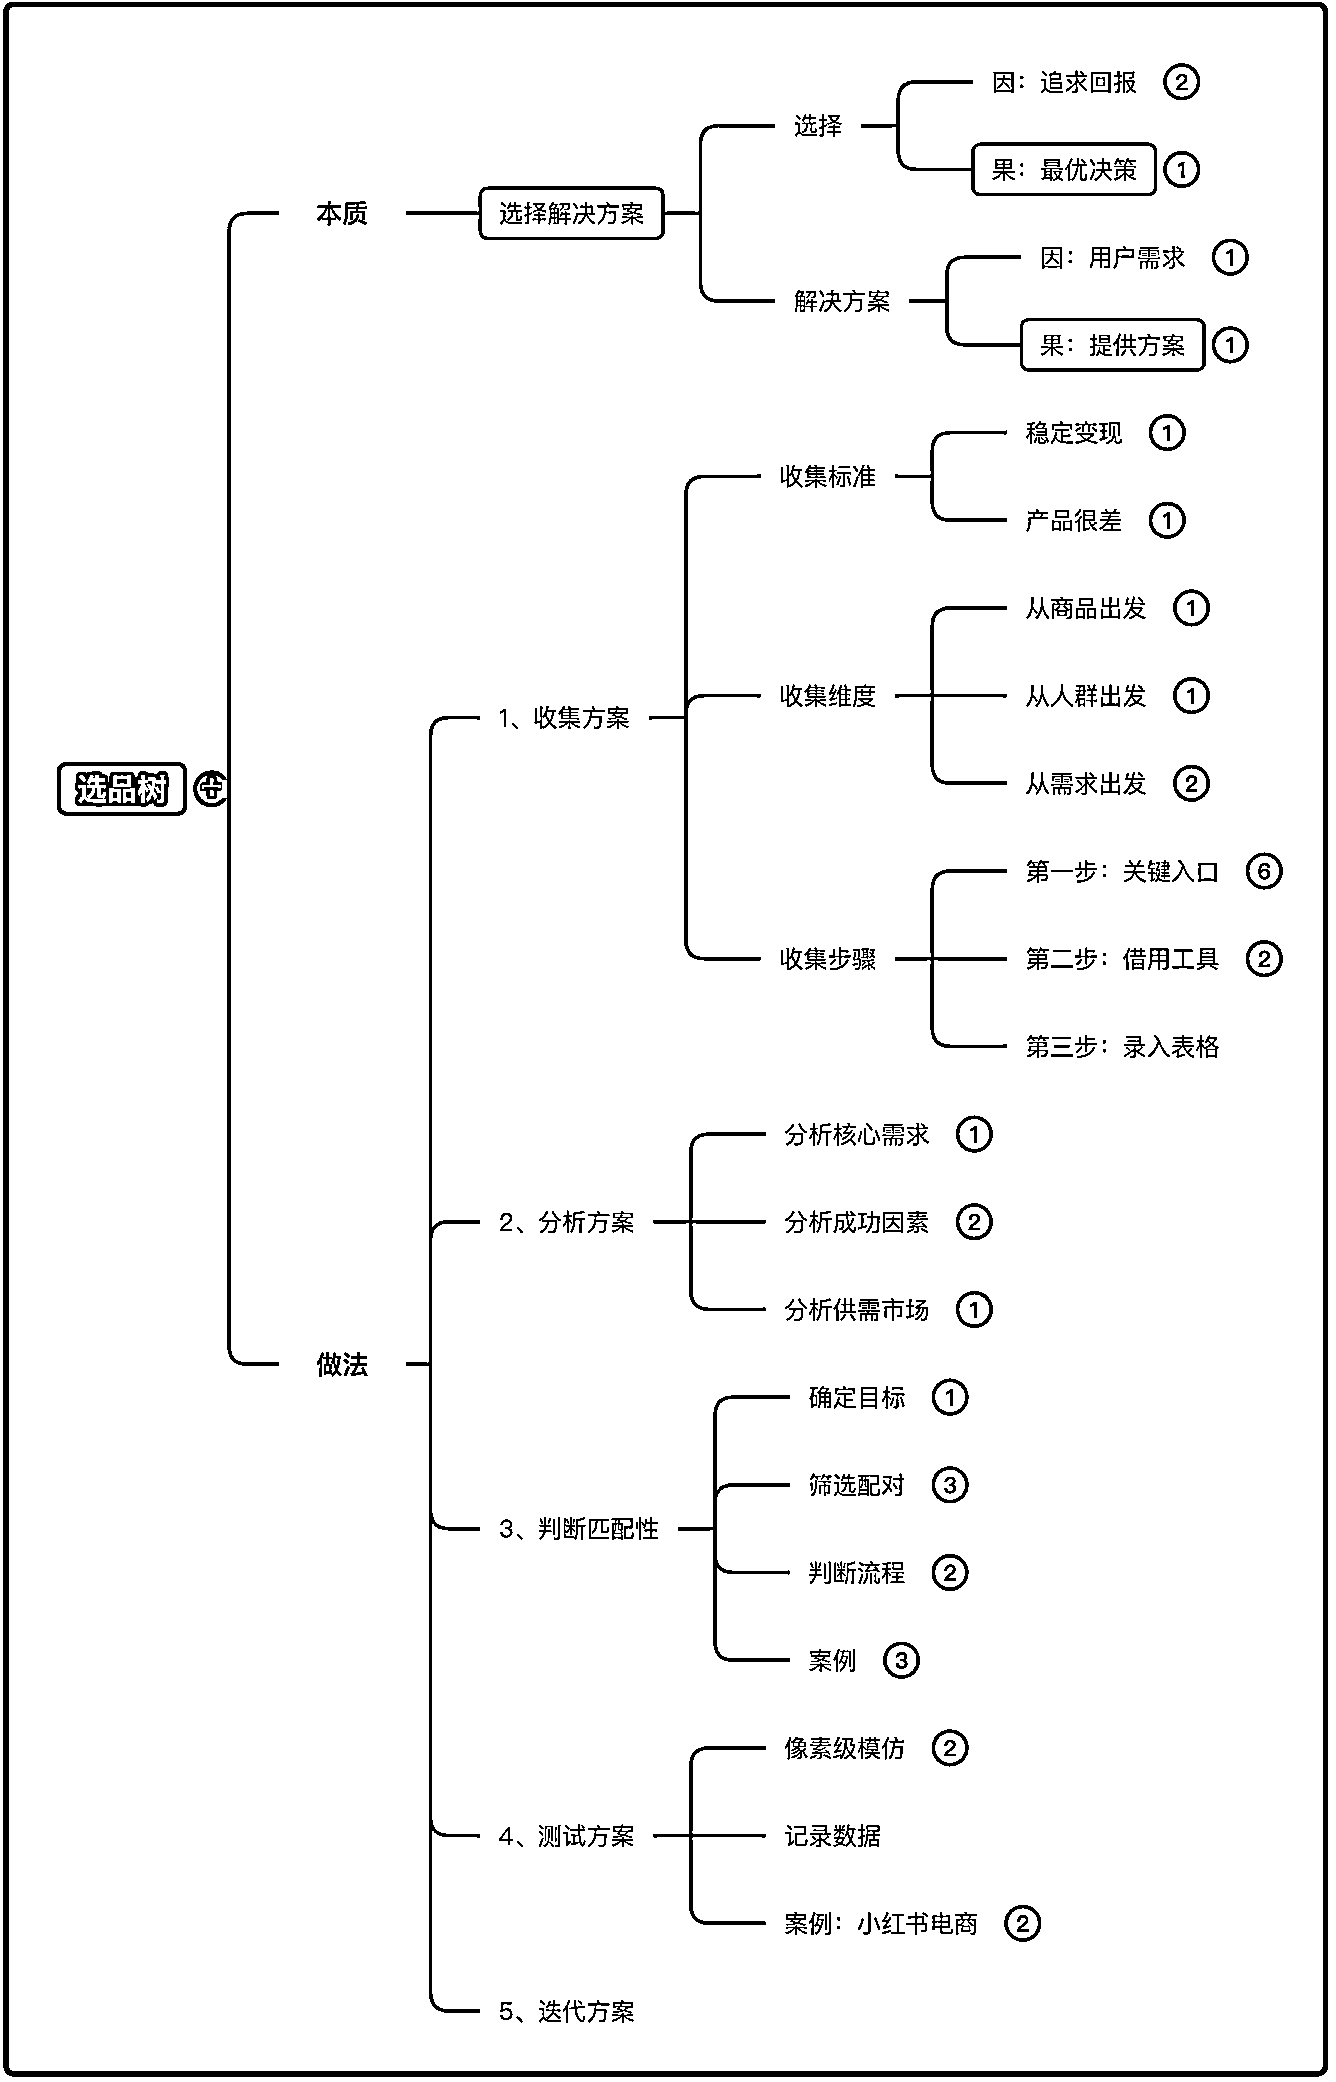 因：追求回报 2
选择
果：最优决策 1
本质 选择解决方案
因：用户需求 1
解决方案
果：提供方案 1
稳定变现 1
收集标准
产品很差 1
从商品出发 1
收集维度 从人群出发 1
1、收集方案
从需求出发 2
选品树
第一步：关键入口 6
收集步骤 第二步：借用工具 2
第三步：录入表格
分析核心需求 1
2、分析方案 分析成功因素 2
分析供需市场 1
做法
确定目标 1
筛选配对 3
3、判断匹配性
判断流程 2
案例 3
像素级模仿 2
4、测试方案 记录数据
案例：小红书电商 2
5、迭代方案